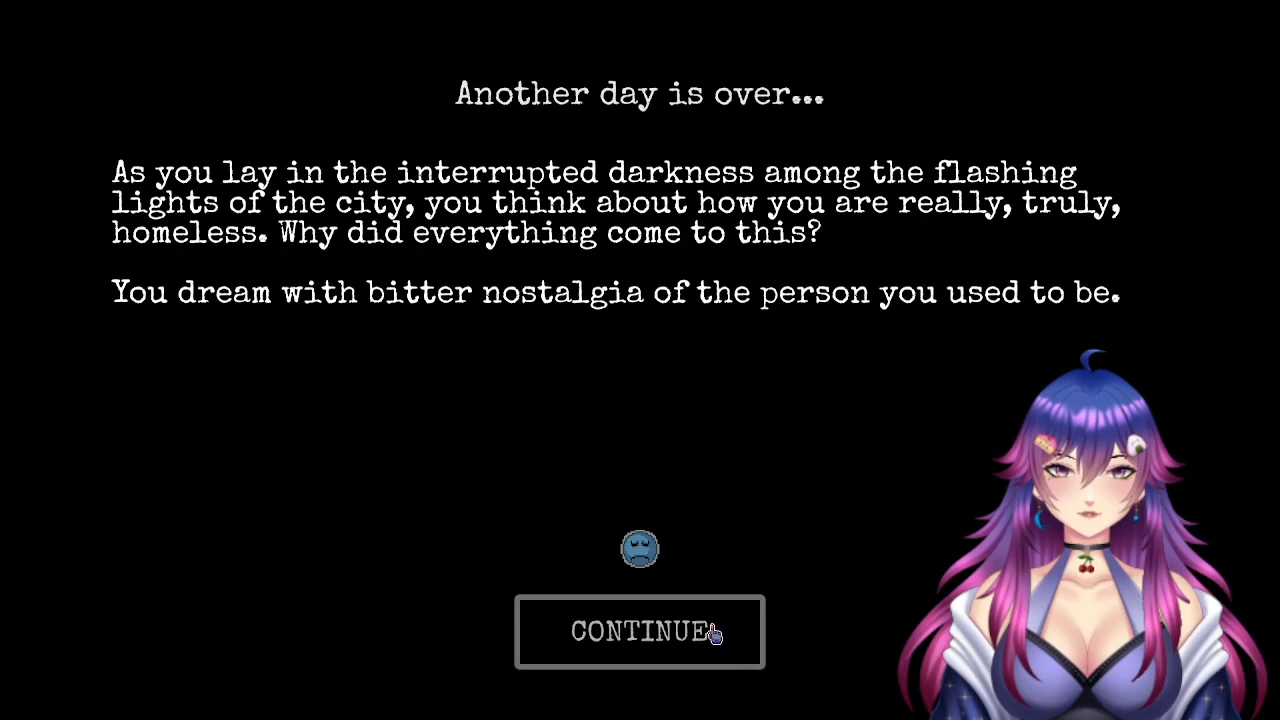 Another day is over...
As you lay in the interrupted darkness among the flashing
lights of the city, you think about how you are really, truly,
homeless. Why did everything come to this?
You dream with bitter nostalgia of the person you used to be.
CONTINUE